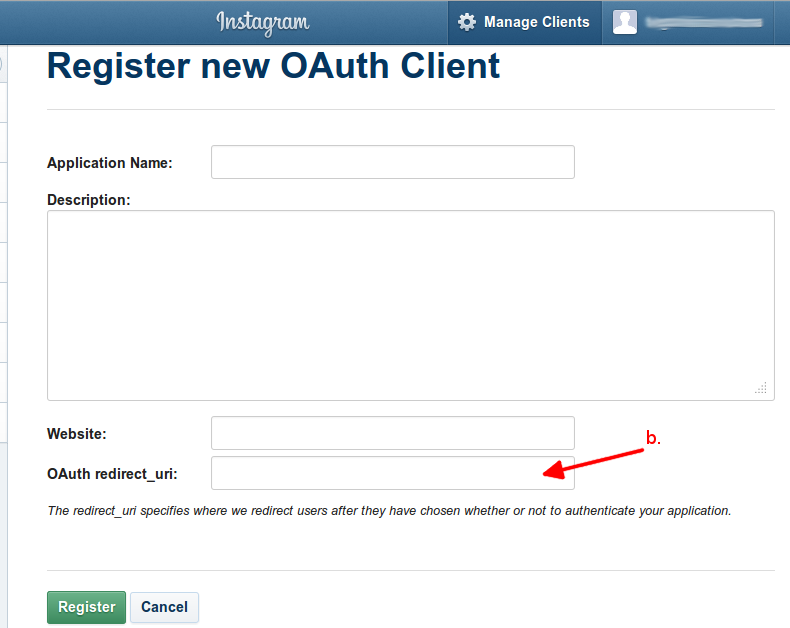 Instagram
Manage Clients
Register new OAuth Client
Application Name:
Description:
Website:
b.
OAuth redirect_uri:
The redirect_uri specifies where we redirect users after they have chosen whether or not to authenticate your application.
Register
Cancel